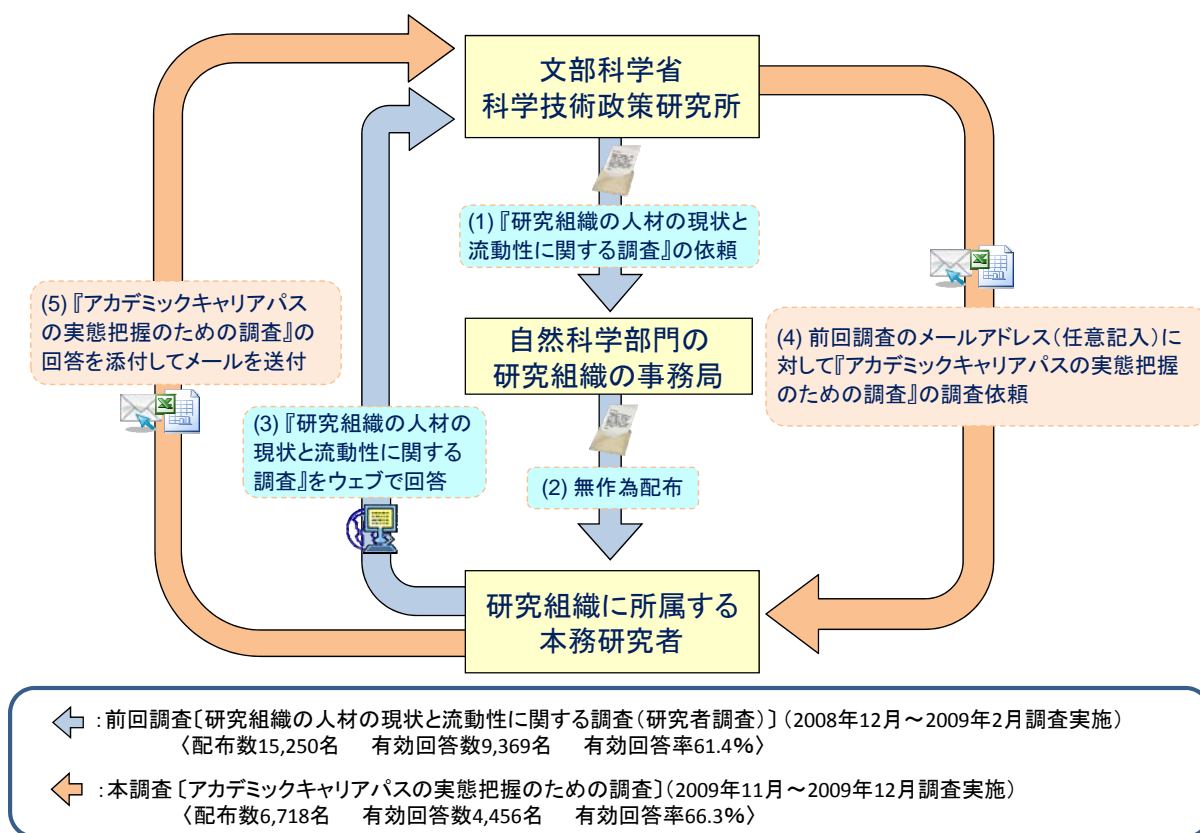 文部科学省
科学技術政策研究所
(1)『研究組織の人材の現状と
流動性に関する調査』の依頼
自然科学部門の
研究組織の事務局
(2) 無作為配布
研究組織に所属する
本務研究者
(3)『研究組織の人材の
現状と流動性に関する
調査』をウェブで回答
(4) 前回調査のメールアドレス(任意記入)に
対して『アカデミックキャリアパスの実態把握
のための調査』の調査依頼
(5)『アカデミックキャリアパス
の実態把握のための調査』の
回答を添付してメールを送付
:前回調査〔研究組織の人材の現状と流動性に関する調査(研究者調査)〕(2008年12月~2009年2月調査実施)
〈配布数15,250名 有効回答数9,369名 有効回答率61.4%〉
:本調査〔アカデミックキャリアパスの実態把握のための調査〕(2009年11月~2009年12月調査実施)
〈配布数6,718名 有効回答数4,456名 有効回答率66.3%〉